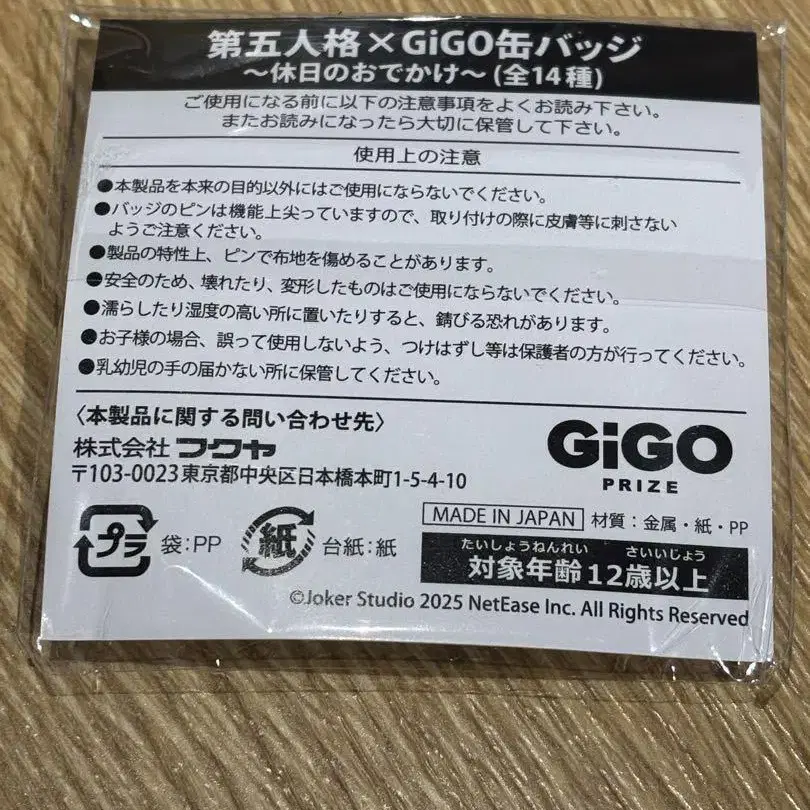 第五人格×GiGO缶バッジ
～休日のおでかけ～(全14種)
ご使用になる前に以下の注意事項をよくお読み下さい。
またお読みになったら大切に保管して下さい。
使用上の注意
●本製品を本来の目的以外にはご使用にならないでください。
●バッジのピンは機能上尖っていますので、取り付けの際に皮膚等に刺さない
ようご注意ください。
●製品の特性上、ピンで布地を傷めることがあります。
●安全のため、壊れたり、変形したものはご使用にならないでください。
●濡らしたり湿度の高い所に置いたりすると、錆びる恐れがあります。
●お子様の場合、誤って使用しないよう、つけはずし等は保護者の方が行ってください。
●乳幼児の手の届かない所に保管してください。
〈本製品に関する問い合わせ先〉
株式会社 フクヤ
〒103-0023東京都中央区日本橋本町1-5-4-10
GiGO
PRIZE
プラ 袋:PP 紙 台紙:紙
MADE IN JAPAN 材質:金属・紙・PP
たいしょうねんれい さいいじょう
対象年齢12歳以上
©Joker Studio 2025 NetEase Inc. All Rights Reserved